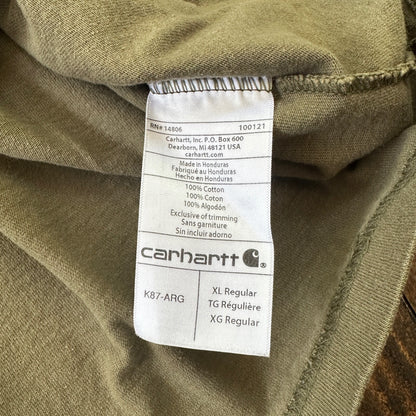 RN# 14806 100121
Carhartt, Inc. P.O. Box 600
Dearborn, MI 48121 USA
carhartt.com
Made in Honduras
Fabriqué au Honduras
Hecho en Honduras
100% Cotton
100% Coton
100% Algodón
Exclusive of trimming
Sans garniture
Sin incluir adorno
carhartt
K87-ARG
XL Regular
TG Régulière
XG Regular